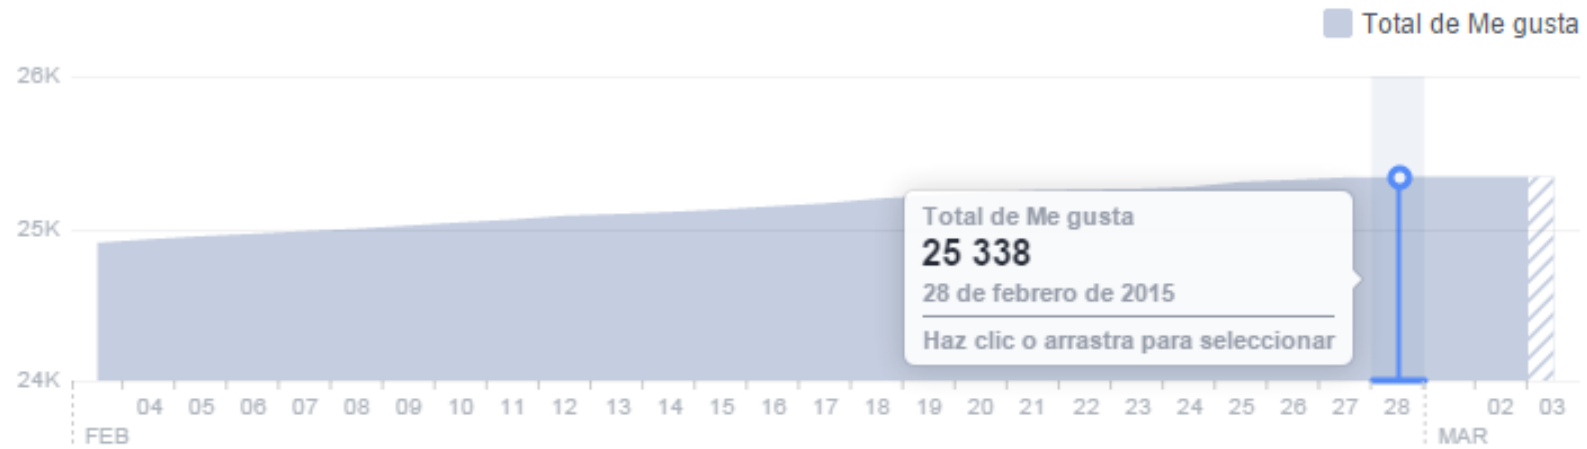 Total de Me gusta
26K
25K
24K
Total de Me gusta
25 338
28 de febrero de 2015
Haz clic o arrastra para seleccionar
04 05 06 07 08 09 10 11 12 13 14 15 16 17 18 19 20 21 22 23 24 25 26 27 28 02 03
FEB MAR